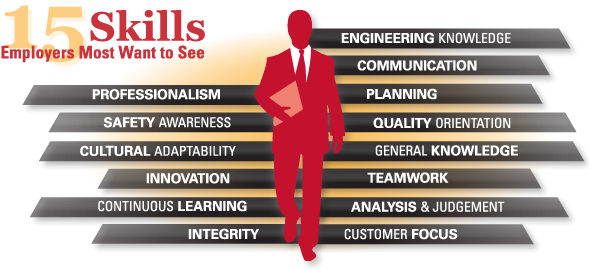 15 Skills
Employers Most Want to See
ENGINEERING KNOWLEDGE
COMMUNICATION
PROFESSIONALISM
PLANNING
SAFETY AWARENESS
QUALITY ORIENTATION
CULTURAL ADAPTABILITY
GENERAL KNOWLEDGE
INNOVATION
TEAMWORK
CONTINUOUS LEARNING
ANALYSIS & JUDGEMENT
INTEGRITY
CUSTOMER FOCUS